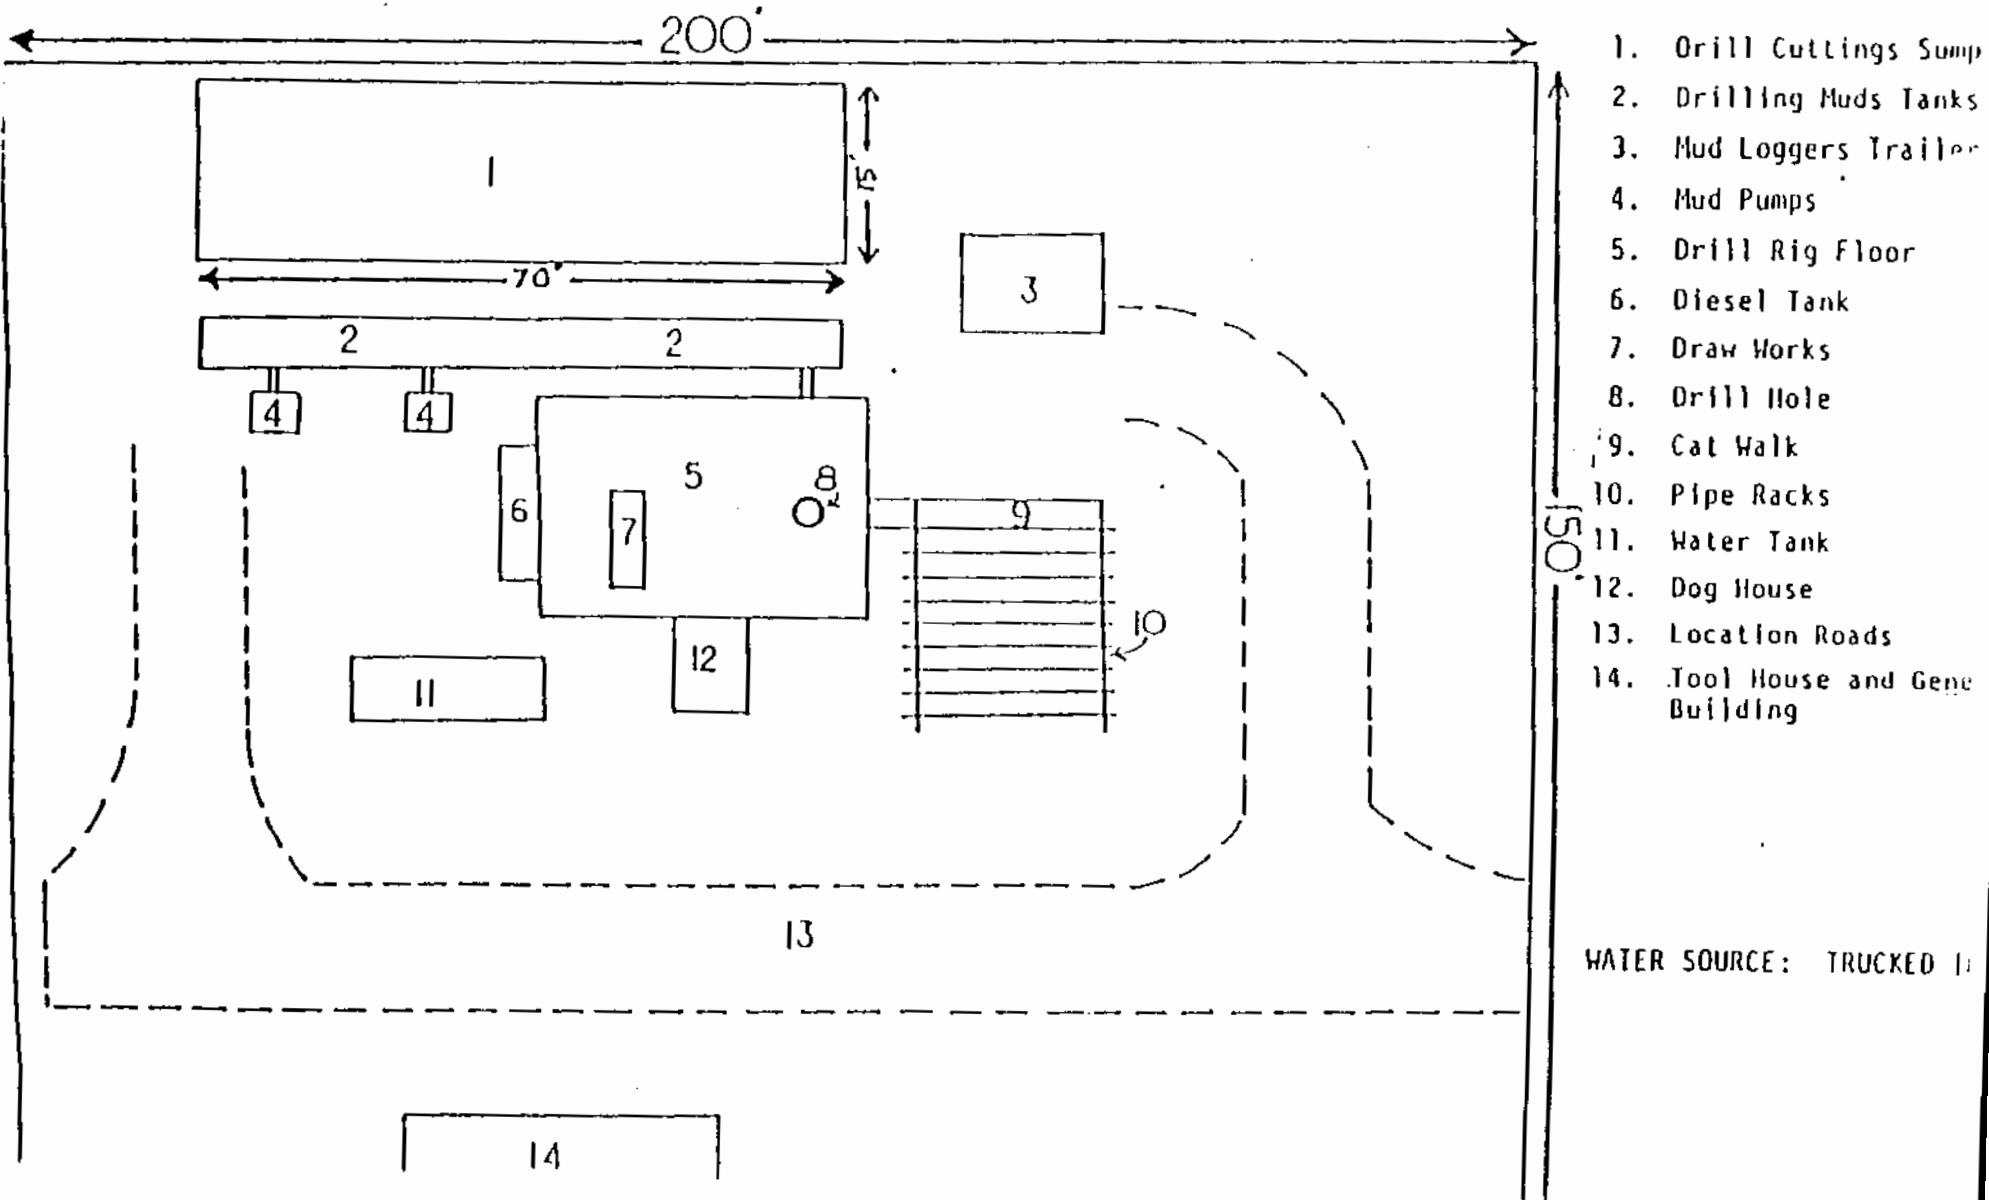 200'
1
15'
70'
3
2 2
4 4
5
8
6
7
9
10
12
11
13
14
150'
1. Drill Cuttings Sump
2. Drilling Muds Tanks
3. Mud Loggers Trailer
4. Mud Pumps
5. Drill Rig Floor
6. Diesel Tank
7. Draw Works
8. Drill Hole
9. Cat Walk
10. Pipe Racks
11. Water Tank
12. Dog House
13. Location Roads
14. Tool House and Gene
Building
WATER SOURCE: TRUCKED